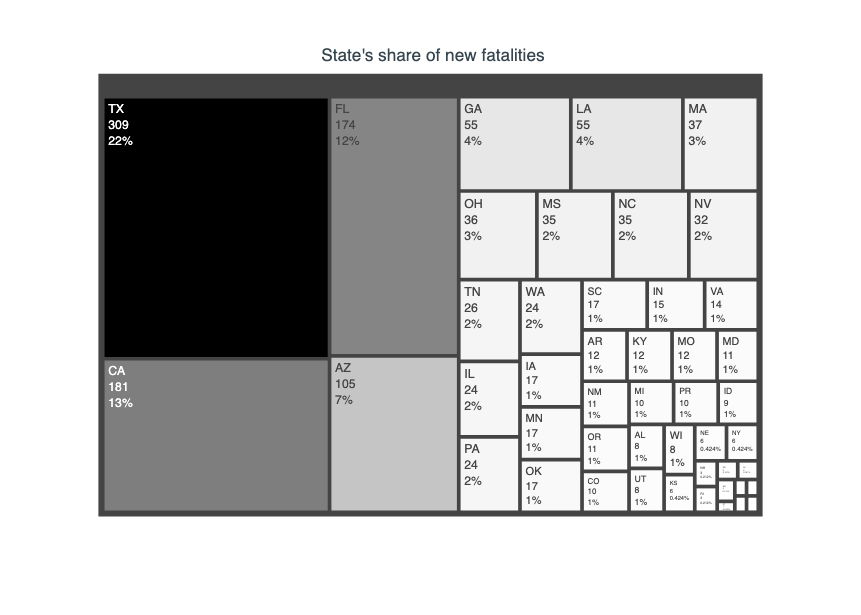 State's share of new fatalities
TX
309
22%
FL
174
12%
GA
55
4%
LA
55
4%
MA
37
3%
OH
36
3%
MS
35
2%
NC
35
2%
NV
32
2%
TN
26
2%
WA
24
2%
SC
17
1%
IN
15
1%
VA
14
1%
AR
12
1%
KY
12
1%
MO
12
1%
MD
11
1%
CA
181
13%
AZ
105
7%
IL
24
2%
IA
17
1%
NM
11
1%
MI
10
1%
PR
10
1%
ID
9
1%
MN
17
1%
OR
11
1%
AL
8
1%
WI
8
1%
NE
6
0.424%
NY
6
0.424%
PA
24
2%
OK
17
1%
CO
10
1%
UT
8
1%
KS
6
0.424%